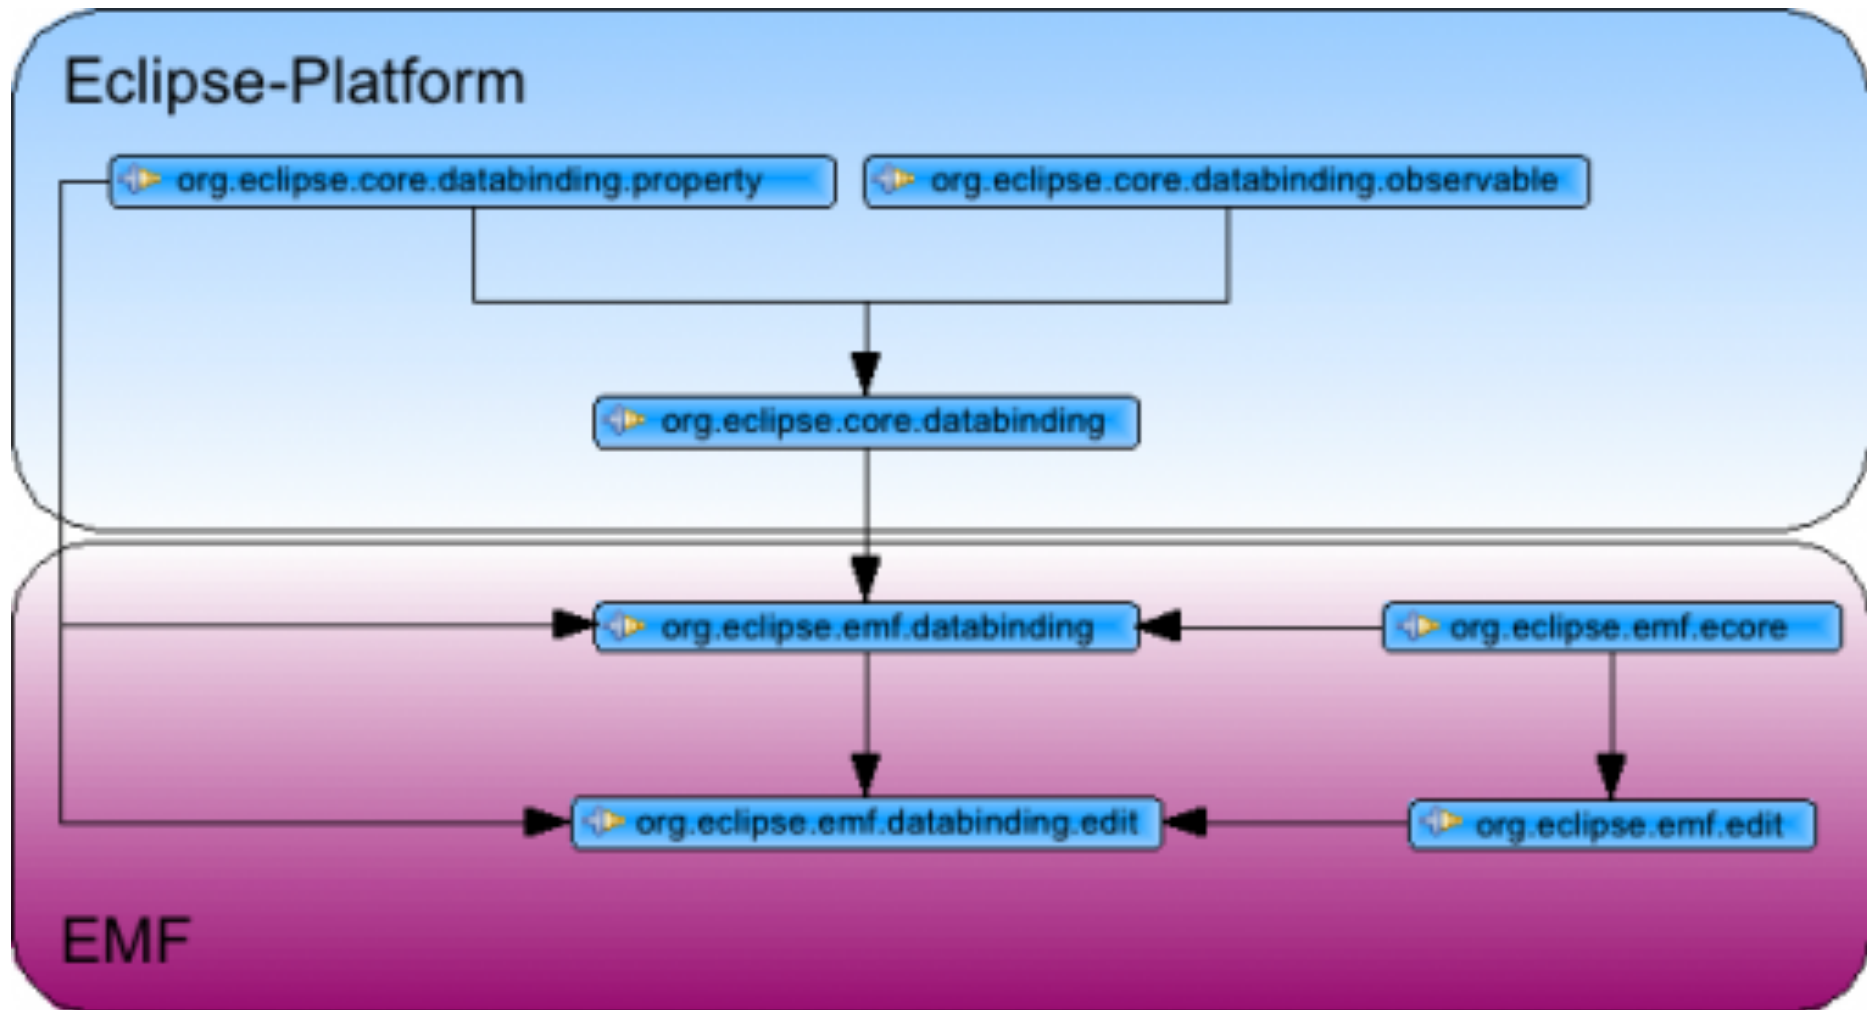 Eclipse-Platform
org.eclipse.core.databinding.property
org.eclipse.core.databinding.observable
org.eclipse.core.databinding
org.eclipse.emf.databinding
org.eclipse.emf.ecore
org.eclipse.emf.databinding.edit
org.eclipse.emf.edit
EMF